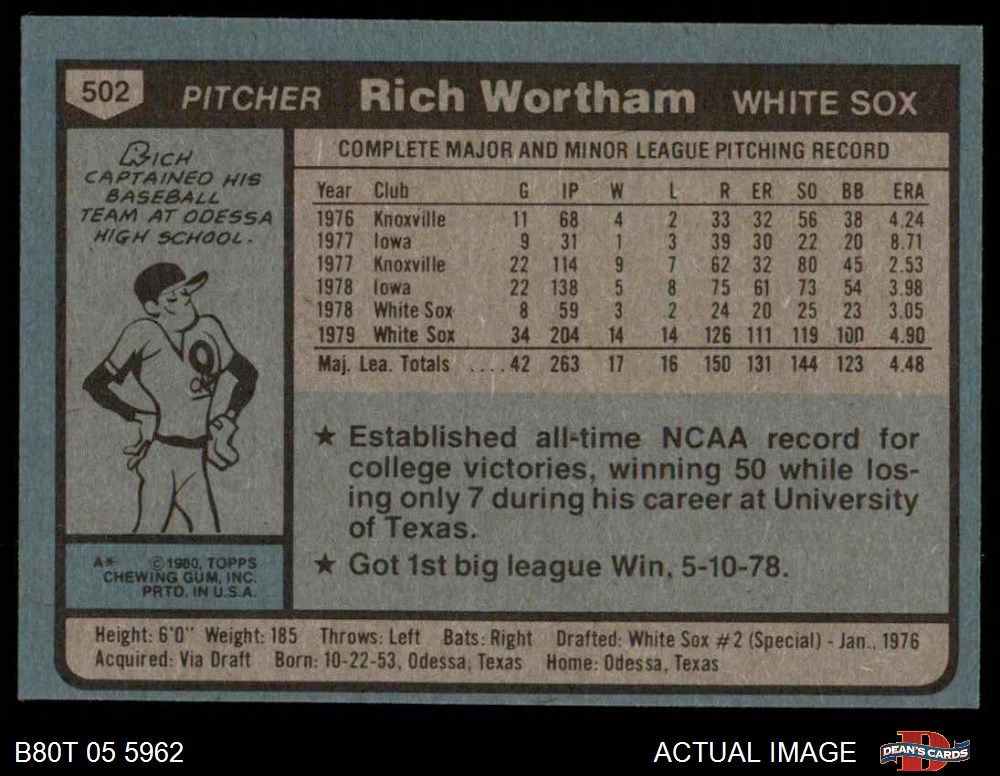 502 PITCHER Rich Wortham WHITE SOX
RICH
CAPTAINED HIS
BASEBALL
TEAM AT ODESSA
HIGH SCHOOL.
A* © 1980, TOPPS
CHEWING GUM, INC.
PRTD. IN U.S.A.
COMPLETE MAJOR AND MINOR LEAGUE PITCHING RECORD
Year Club G IP W L R ER SO BB ERA
1976 Knoxville 11 68 4 2 33 32 56 38 4.24
1977 Iowa 9 31 1 3 39 30 22 20 8.71
1977 Knoxville 22 114 9 7 62 32 80 45 2.53
1978 Iowa 22 138 5 8 75 61 73 54 3.98
1978 White Sox 8 59 3 2 24 20 25 23 3.05
1979 White Sox 34 204 14 14 126 111 119 100 4.90
Maj. Lea. Totals ....42 263 17 16 150 131 144 123 4.48
★ Established all-time NCAA record for
college victories, winning 50 while los-
ing only 7 during his career at University
of Texas.
★ Got 1st big league Win, 5-10-78.
Height: 6'0" Weight: 185 Throws: Left Bats: Right Drafted: White Sox #2 (Special) - Jan., 1976
Acquired: Via Draft Born: 10-22-53, Odessa, Texas Home: Odessa, Texas
B80T 05 5962 ACTUAL IMAGE DEAN'S CARDS